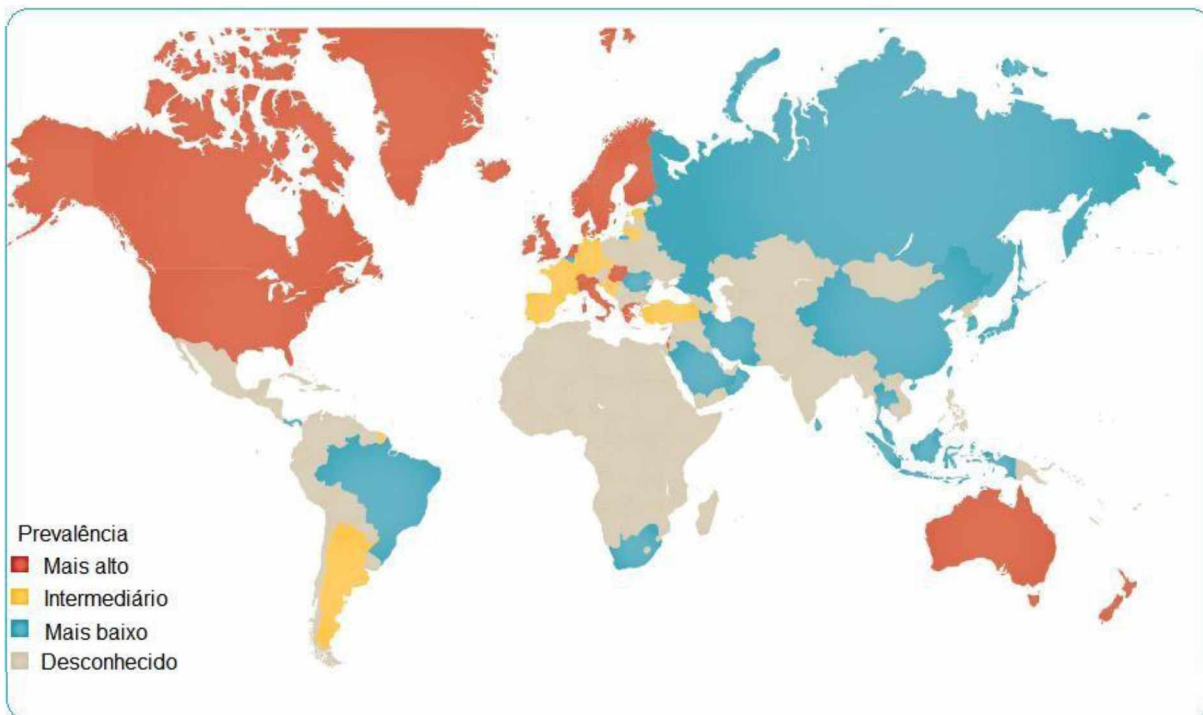 Prevalência
Mais alto
Intermediário
Mais baixo
Desconhecido